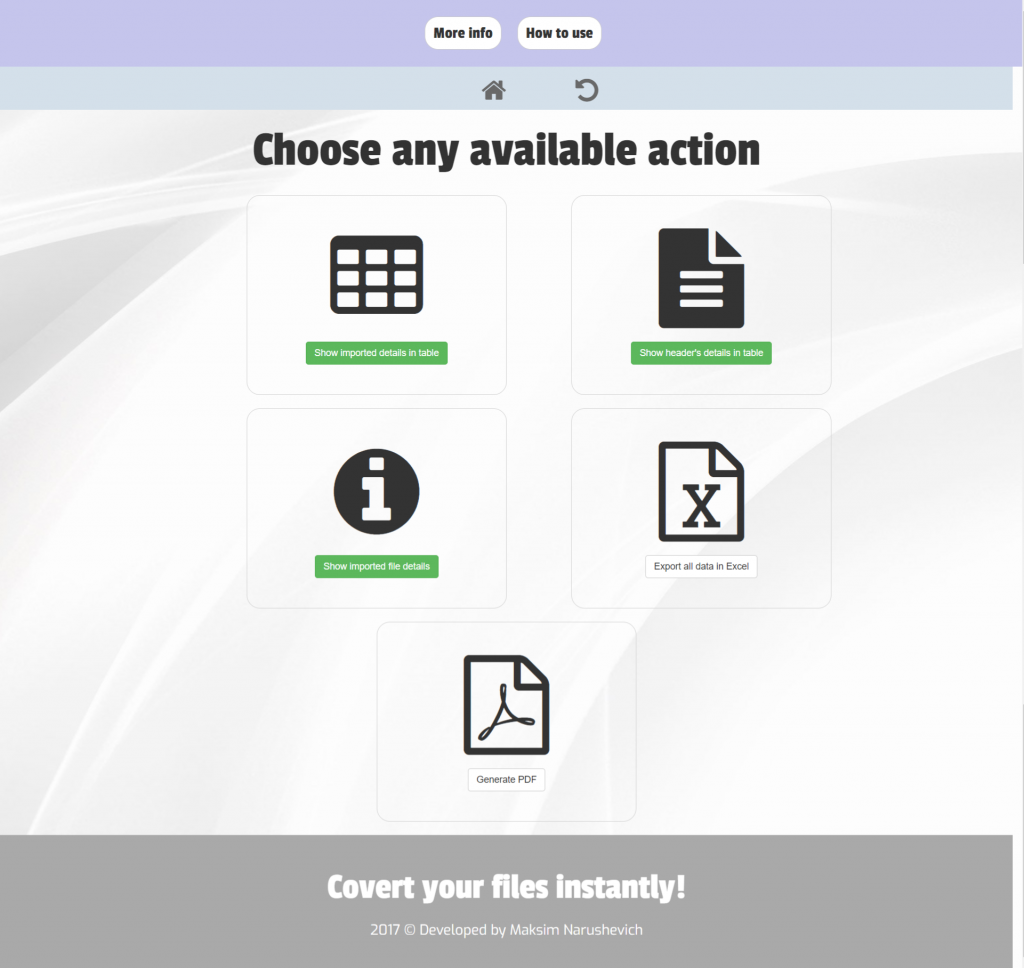 More info How to use
Choose any available action
Show imported details in table Show header's details in table
X
Show imported file details Export all data in Excel
Generate PDF
Covert your files instantly!
2017 © Developed by Maksim Narushevich